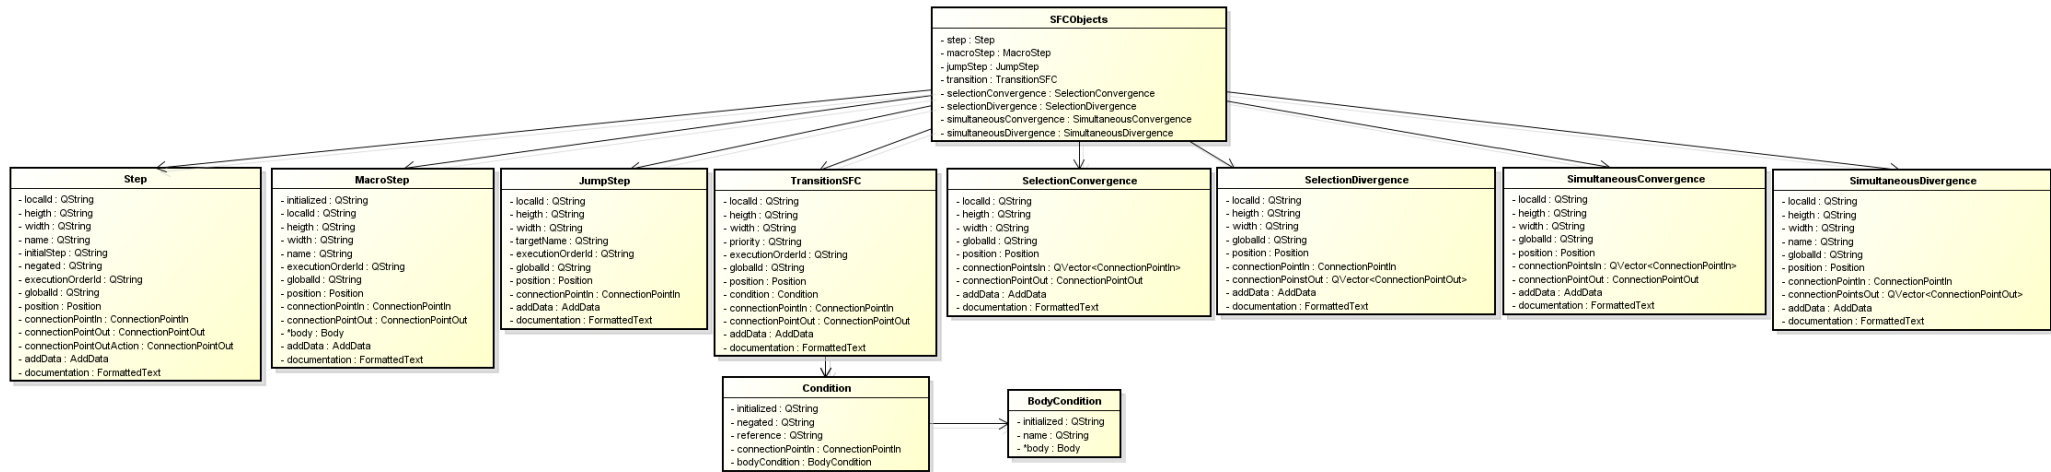 SFCObjects
- step : Step
- macroStep : MacroStep
- jumpStep : JumpStep
- transition : TransitionSFC
- selectionConvergence : SelectionConvergence
- selectionDivergence : SelectionDivergence
- simultaneousConvergence : SimultaneousConvergence
- simultaneousDivergence : SimultaneousDivergence
Step
- localId : QString
- heigth : QString
- width : QString
- name : QString
- initialStep : QString
- negated : QString
- executionOrderId : QString
- globalId : QString
- position : Position
- connectionPointIn : ConnectionPointIn
- connectionPointOut : ConnectionPointOut
- connectionPointOutAction : ConnectionPointOut
- addData : AddData
- documentation : FormattedText
MacroStep
- initialized : QString
- localId : QString
- heigth : QString
- width : QString
- name : QString
- executionOrderId : QString
- globalId : QString
- position : Position
- connectionPointIn : ConnectionPointIn
- connectionPointOut : ConnectionPointOut
- *body : Body
- addData : AddData
- documentation : FormattedText
JumpStep
- localId : QString
- heigth : QString
- width : QString
- targetName : QString
- executionOrderId : QString
- globalId : QString
- position : Position
- connectionPointIn : ConnectionPointIn
- addData : AddData
- documentation : FormattedText
TransitionSFC
- localId : QString
- heigth : QString
- width : QString
- priority : QString
- executionOrderId : QString
- globalId : QString
- position : Position
- condition : Condition
- connectionPointIn : ConnectionPointIn
- connectionPointOut : ConnectionPointOut
- addData : AddData
- documentation : FormattedText
SelectionConvergence
- localId : QString
- heigth : QString
- width : QString
- globalId : QString
- position : Position
- connectionPointsIn : QVector<ConnectionPointIn>
- connectionPointOut : ConnectionPointOut
- addData : AddData
- documentation : FormattedText
SelectionDivergence
- localId : QString
- heigth : QString
- width : QString
- globalId : QString
- position : Position
- connectionPointIn : ConnectionPointIn
- connectionPoinstOut : QVector<ConnectionPointOut>
- addData : AddData
- documentation : FormattedText
SimultaneousConvergence
- localId : QString
- heigth : QString
- width : QString
- globalId : QString
- position : Position
- connectionPointsIn : QVector<ConnectionPointIn>
- connectionPointOut : ConnectionPointOut
- addData : AddData
- documentation : FormattedText
SimultaneousDivergence
- localId : QString
- heigth : QString
- width : QString
- name : QString
- globalId : QString
- position : Position
- connectionPointIn : ConnectionPointIn
- connectionPointsOut : QVector<ConnectionPointOut>
- addData : AddData
- documentation : FormattedText
Condition
- initialized : QString
- negated : QString
- reference : QString
- connectionPointIn : ConnectionPointIn
- bodyCondition : BodyCondition
BodyCondition
- initialized : QString
- name : QString
- *body : Body